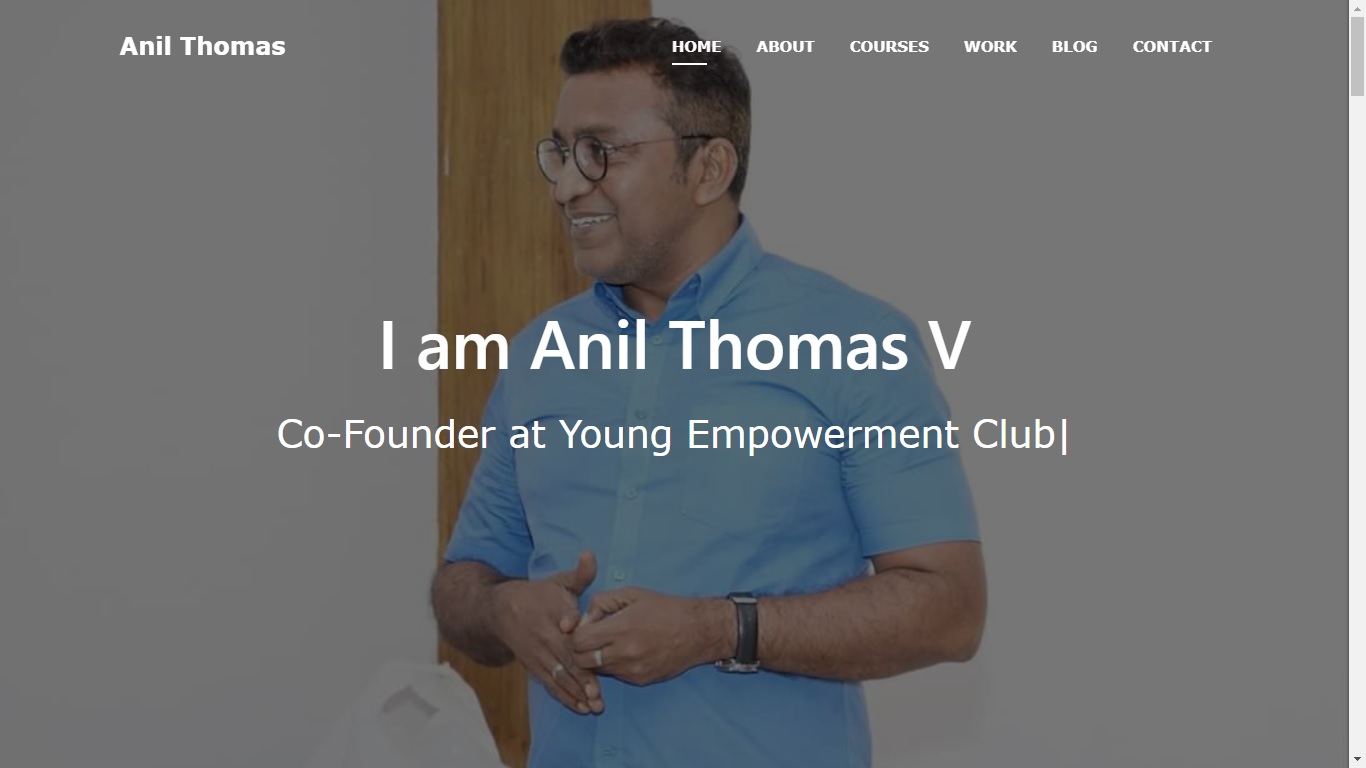 Anil Thomas
HOME ABOUT COURSES WORK BLOG CONTACT
I am Anil Thomas V
Co-Founder at Young Empowerment Club|